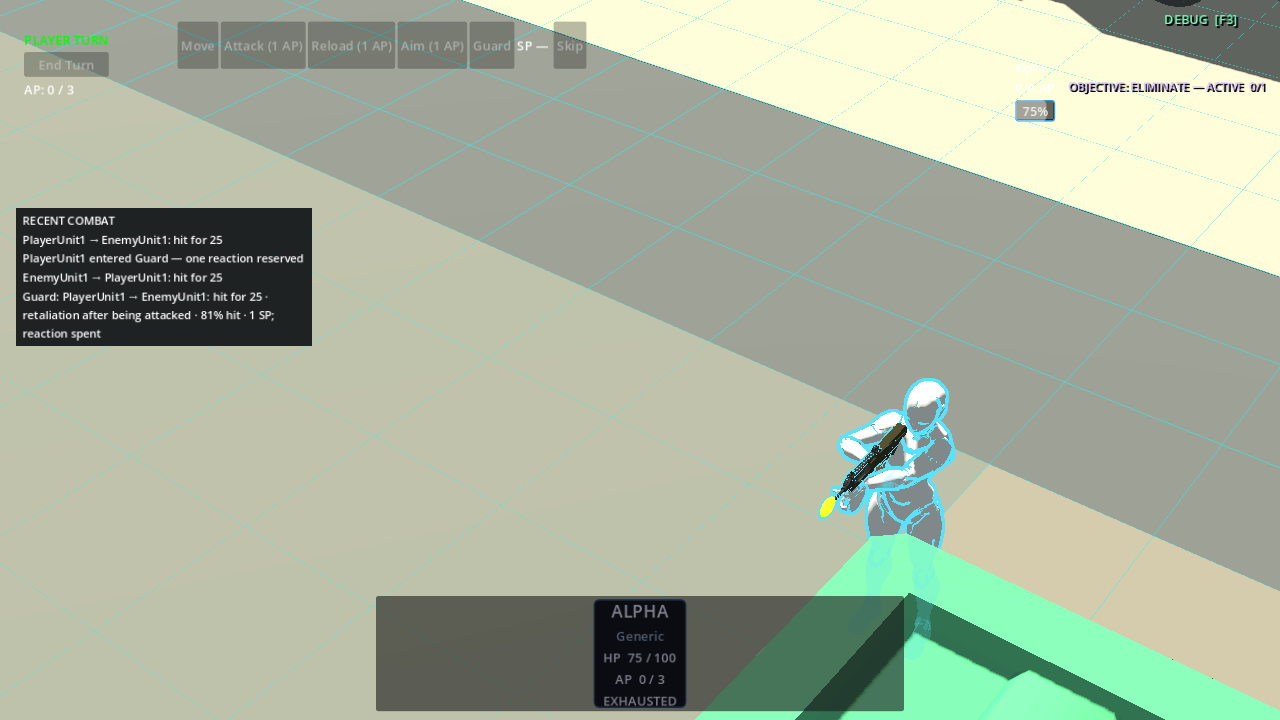 PLAYER TURN
End Turn
AP: 0 / 3
Move
Attack (1 AP)
Reload (1 AP)
Aim (1 AP)
Guard
SP —
Skip
DEBUG [F3]
OBJECTIVE: ELIMINATE — ACTIVE 0/1
75%
RECENT COMBAT
PlayerUnit1 → EnemyUnit1: hit for 25
PlayerUnit1 entered Guard — one reaction reserved
EnemyUnit1 → PlayerUnit1: hit for 25
Guard: PlayerUnit1 → EnemyUnit1: hit for 25 ·
retaliation after being attacked · 81% hit · 1 SP;
reaction spent
ALPHA
Generic
HP 75 / 100
AP 0 / 3
EXHAUSTED